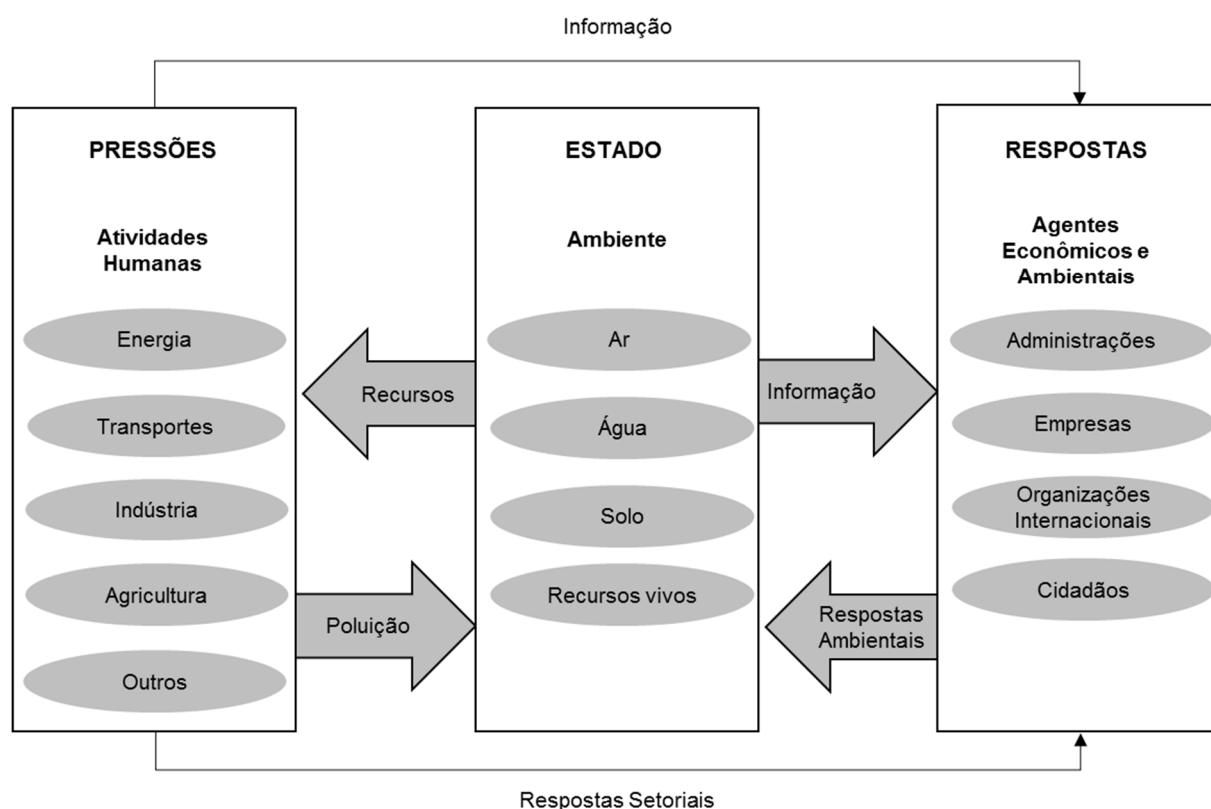 Informação
PRESSÕES
Atividades
Humanas
Energia
Transportes
Indústria
Agricultura
Outros
Recursos
Poluição
ESTADO
Ambiente
Ar
Água
Solo
Recursos vivos
Informação
Respostas
Ambientais
RESPOSTAS
Agentes
Econômicos e
Ambientais
Administrações
Empresas
Organizações
Internacionais
Cidadãos
Respostas Setoriais